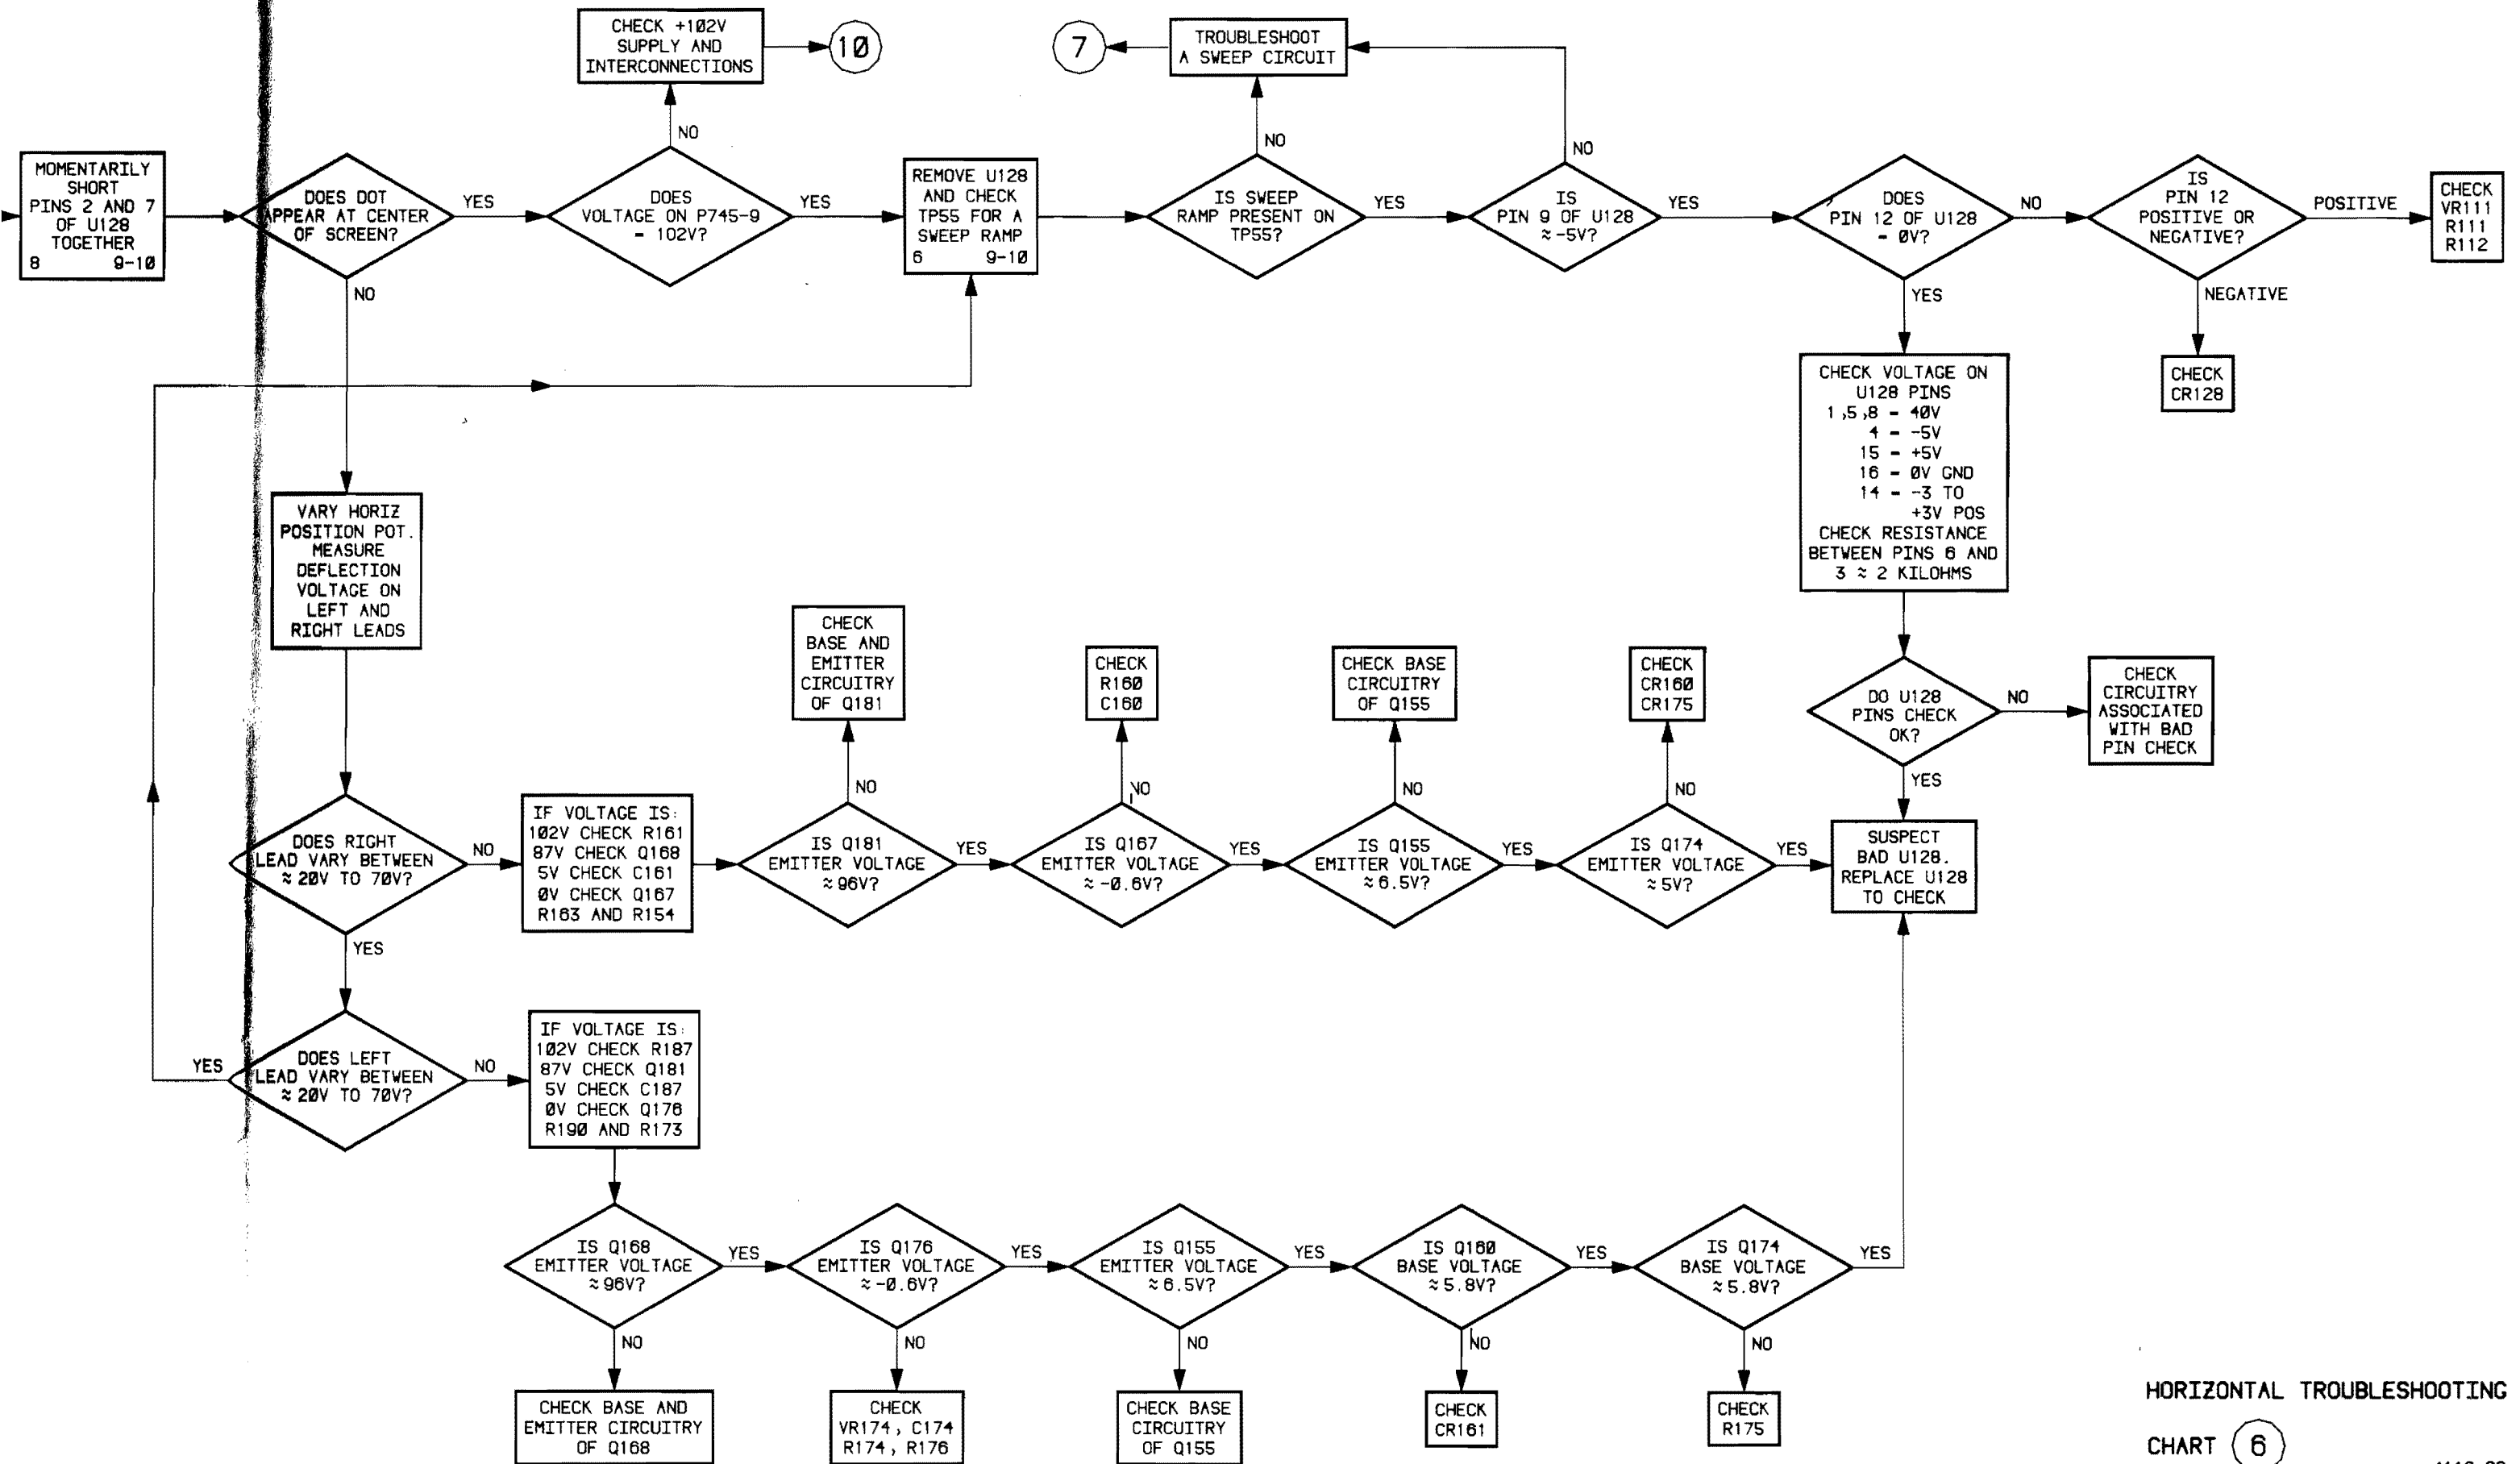 CHECK +102V
SUPPLY AND
INTERCONNECTIONS
10
7
TROUBLESHOOT
A SWEEP CIRCUIT
NO
NO
NO
MOMENTARILY
SHORT
PINS 2 AND 7
OF U128
TOGETHER
8 9-10
DOES DOT
APPEAR AT CENTER
OF SCREEN?
YES
NO
DOES
VOLTAGE ON P745-9
= 102V?
YES
REMOVE U128
AND CHECK
TP55 FOR A
SWEEP RAMP
6 9-10
IS SWEEP
RAMP PRESENT ON
TP55?
YES
IS
PIN 9 OF U128
≈ -5V?
YES
DOES
PIN 12 OF U128
= 0V?
NO
YES
IS
PIN 12
POSITIVE OR
NEGATIVE?
POSITIVE
NEGATIVE
CHECK
VR111
R111
R112
CHECK
CR128
CHECK VOLTAGE ON
U128 PINS
1,5,8 = 40V
4 = -5V
15 = +5V
16 = 0V GND
14 = -3 TO
+3V POS
CHECK RESISTANCE
BETWEEN PINS 6 AND
3 ≈ 2 KILOHMS
VARY HORIZ
POSITION POT.
MEASURE
DEFLECTION
VOLTAGE ON
LEFT AND
RIGHT LEADS
CHECK
BASE AND
EMITTER
CIRCUITRY
OF Q181
CHECK
R160
C160
CHECK BASE
CIRCUITRY
OF Q155
CHECK
CR160
CR175
DO U128
PINS CHECK
OK?
NO
YES
CHECK
CIRCUITRY
ASSOCIATED
WITH BAD
PIN CHECK
NO
NO
NO
NO
DOES RIGHT
LEAD VARY BETWEEN
≈ 20V TO 70V?
NO
YES
IF VOLTAGE IS:
102V CHECK R161
87V CHECK Q168
5V CHECK C161
0V CHECK Q167
R163 AND R154
IS Q181
EMITTER VOLTAGE
≈ 96V?
YES
IS Q167
EMITTER VOLTAGE
≈ -0.6V?
YES
IS Q155
EMITTER VOLTAGE
≈ 6.5V?
YES
IS Q174
EMITTER VOLTAGE
≈ 5V?
YES
SUSPECT
BAD U128.
REPLACE U128
TO CHECK
YES
DOES LEFT
LEAD VARY BETWEEN
≈ 20V TO 70V?
NO
IF VOLTAGE IS:
102V CHECK R187
87V CHECK Q181
5V CHECK C187
0V CHECK Q176
R190 AND R173
IS Q168
EMITTER VOLTAGE
≈ 96V?
YES
IS Q176
EMITTER VOLTAGE
≈ -0.6V?
YES
IS Q155
EMITTER VOLTAGE
≈ 6.5V?
YES
IS Q160
BASE VOLTAGE
≈ 5.8V?
YES
IS Q174
BASE VOLTAGE
≈ 5.8V?
YES
NO
NO
NO
NO
NO
CHECK BASE AND
EMITTER CIRCUITRY
OF Q168
CHECK
VR174, C174
R174, R176
CHECK BASE
CIRCUITRY
OF Q155
CHECK
CR161
CHECK
R175
HORIZONTAL TROUBLESHOOTING
CHART 6